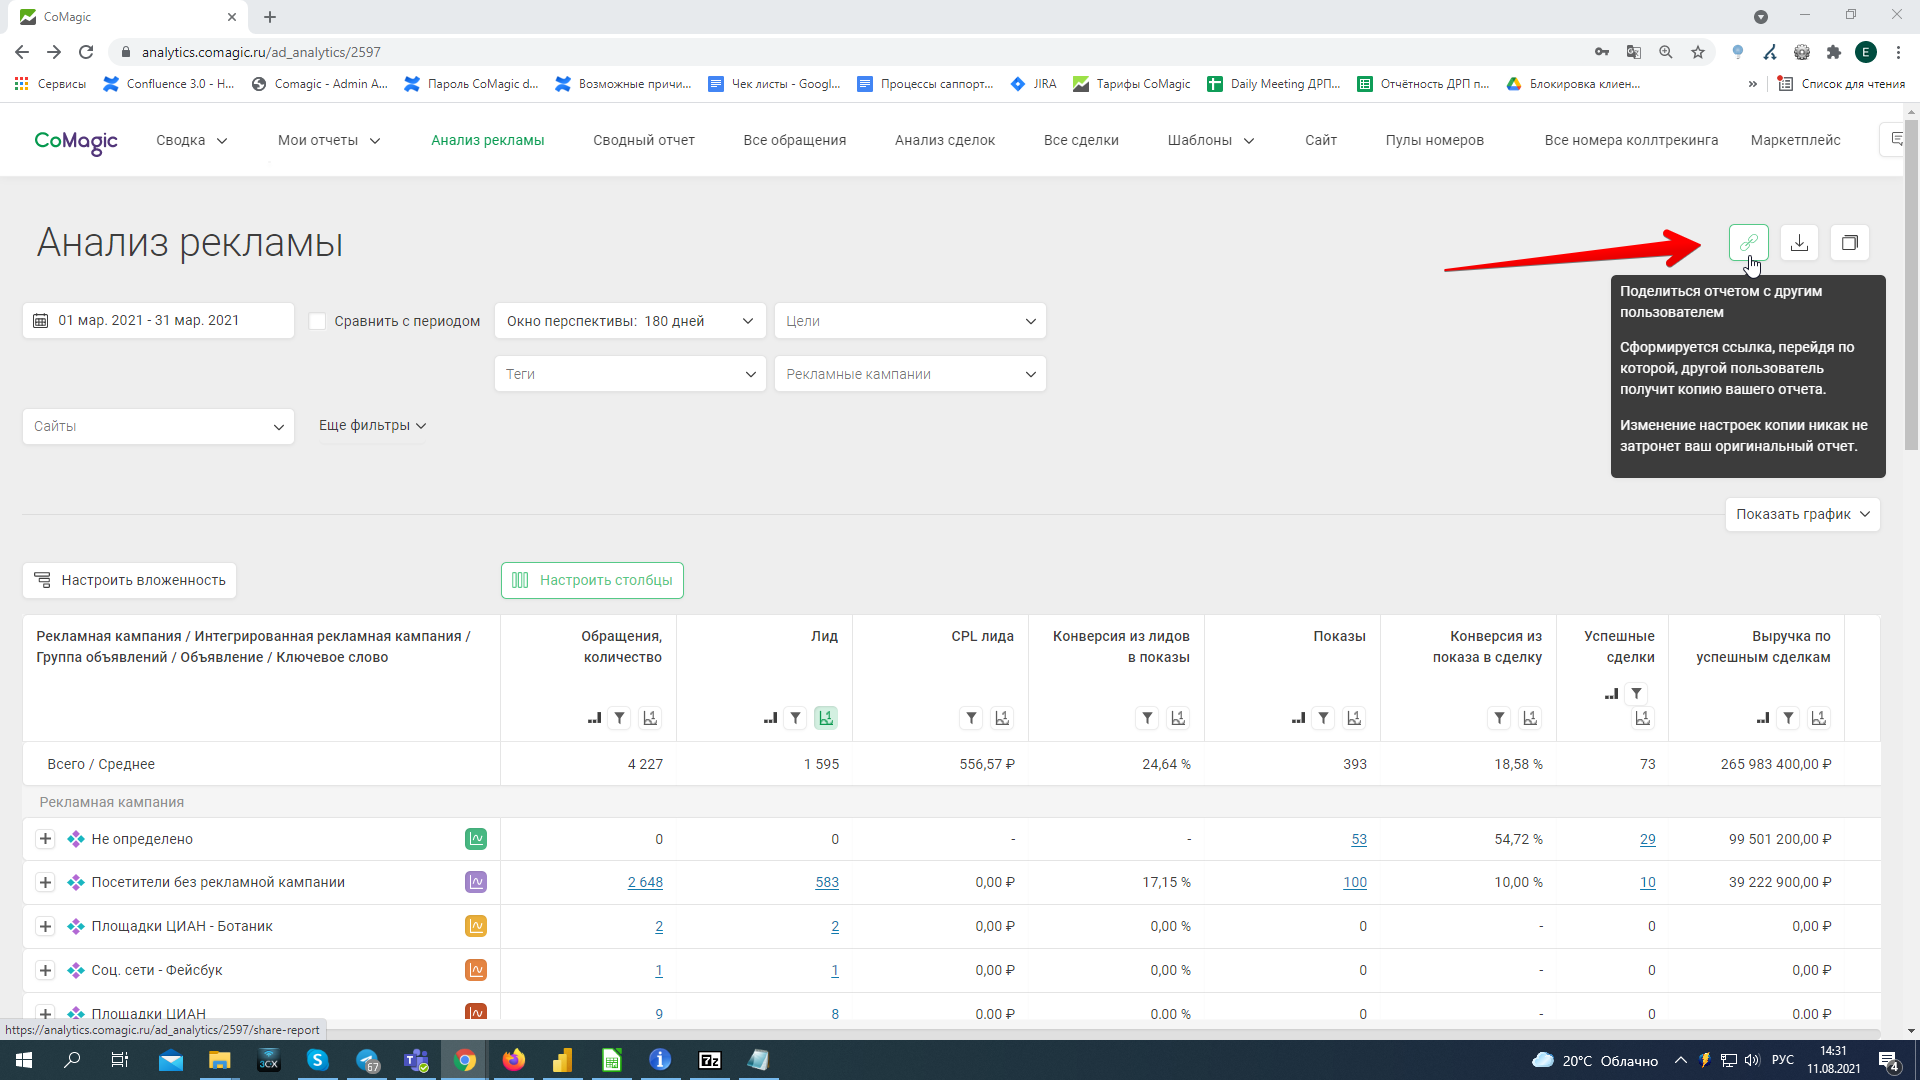 CoMagic
analytics.comagic.ru/ad_analytics/2597
E
Сервисы
Confluence 3.0 - Н...
Comagic - Admin A...
Пароль CoMagic d...
Возможные причи...
Чек листы - Googl...
Процессы саппорт...
JIRA
Тарифы CoMagic
Daily Meeting ДРП...
Отчётность ДРП п...
Блокировка клиен...
»
Список для чтения
CoMagic
Сводка
Мои отчеты
Анализ рекламы
Сводный отчет
Все обращения
Анализ сделок
Все сделки
Шаблоны
Сайт
Пулы номеров
Все номера коллтрекинга
Маркетплейс
Анализ рекламы
Поделиться отчетом с другим
пользователем
Сформируется ссылка, перейдя по
которой, другой пользователь
получит копию вашего отчета.
Изменение настроек копии никак не
затронет ваш оригинальный отчет.
01 мар. 2021 - 31 мар. 2021
Сравнить с периодом
Окно перспективы: 180 дней
Цели
Теги
Рекламные кампании
Сайты
Еще фильтры
Показать график
Настроить вложенность
Настроить столбцы
Рекламная кампания / Интегрированная рекламная кампания /
Группа объявлений / Объявление / Ключевое слово
Обращения,
количество
Лид
CPL лида
Конверсия из лидов
в показы
Показы
Конверсия из
показа в сделку
Успешные
сделки
Выручка по
успешным сделкам
Всего / Среднее 4 227 1 595 556,57 ₽ 24,64 % 393 18,58 % 73 265 983 400,00 ₽
Рекламная кампания
Не определено 0 0 - - 53 54,72 % 29 99 501 200,00 ₽
Посетители без рекламной кампании 2 648 583 0,00 ₽ 17,15 % 100 10,00 % 10 39 222 900,00 ₽
Площадки ЦИАН - Ботаник 2 2 0,00 ₽ 0,00 % 0 - 0 0,00 ₽
Соц. сети - Фейсбук 1 1 0,00 ₽ 0,00 % 0 - 0 0,00 ₽
Площадки ЦИАН 9 8 0,00 ₽ 0,00 % 0 - 0 0,00 ₽
https://analytics.comagic.ru/ad_analytics/2597/share-report
3CX
67
7z
20°C Облачно
РУС
14:31
11.08.2021
4